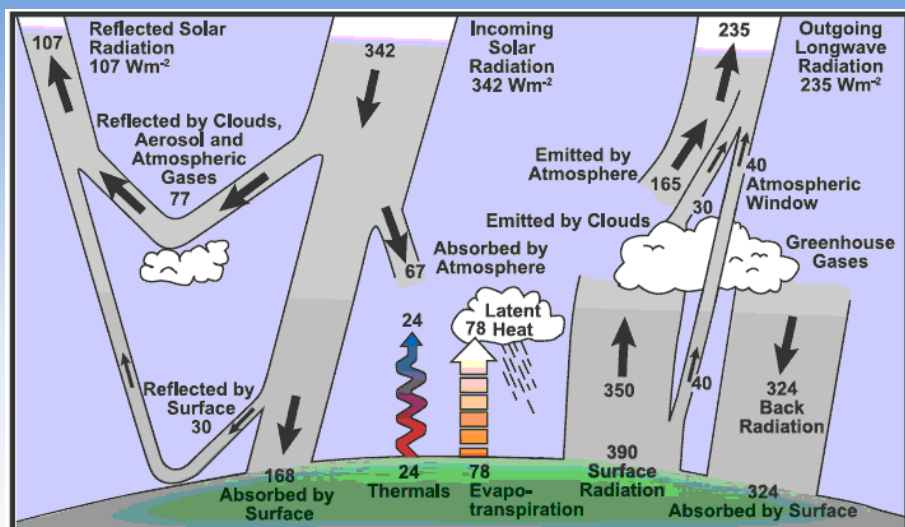 107
Reflected Solar
Radiation
107 Wm-2
342
Incoming
Solar
Radiation
342 Wm-2
235
Outgoing
Longwave
Radiation
235 Wm-2
Reflected by Clouds,
Aerosol and
Atmospheric
Gases
77
Emitted by
Atmosphere
165
30
40
Atmospheric
Window
Emitted by Clouds
Greenhouse
Gases
67
Absorbed by
Atmosphere
24
78
Latent
Heat
Reflected by
Surface
30
350
40
324
Back
Radiation
168
Absorbed by
Surface
24
Thermals
78
Evapo-
transpiration
390
Surface
Radiation
324
Absorbed by Surface